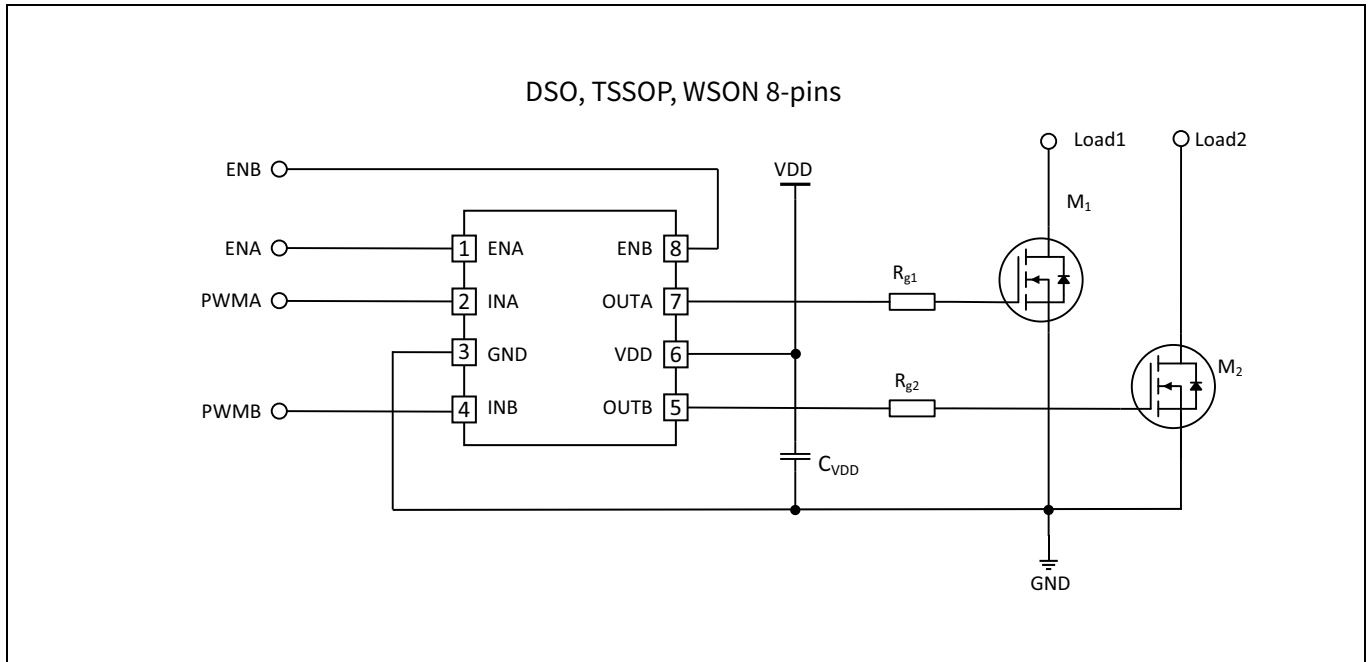 DSO, TSSOP, WSON 8-pins
Load1
Load2
ENB
VDD
M1
ENA
1
ENA
ENB
8
Rg1
PWMA
2
INA
OUTA
7
3
GND
VDD
6
M2
Rg2
PWMB
4
INB
OUTB
5
CVDD
GND